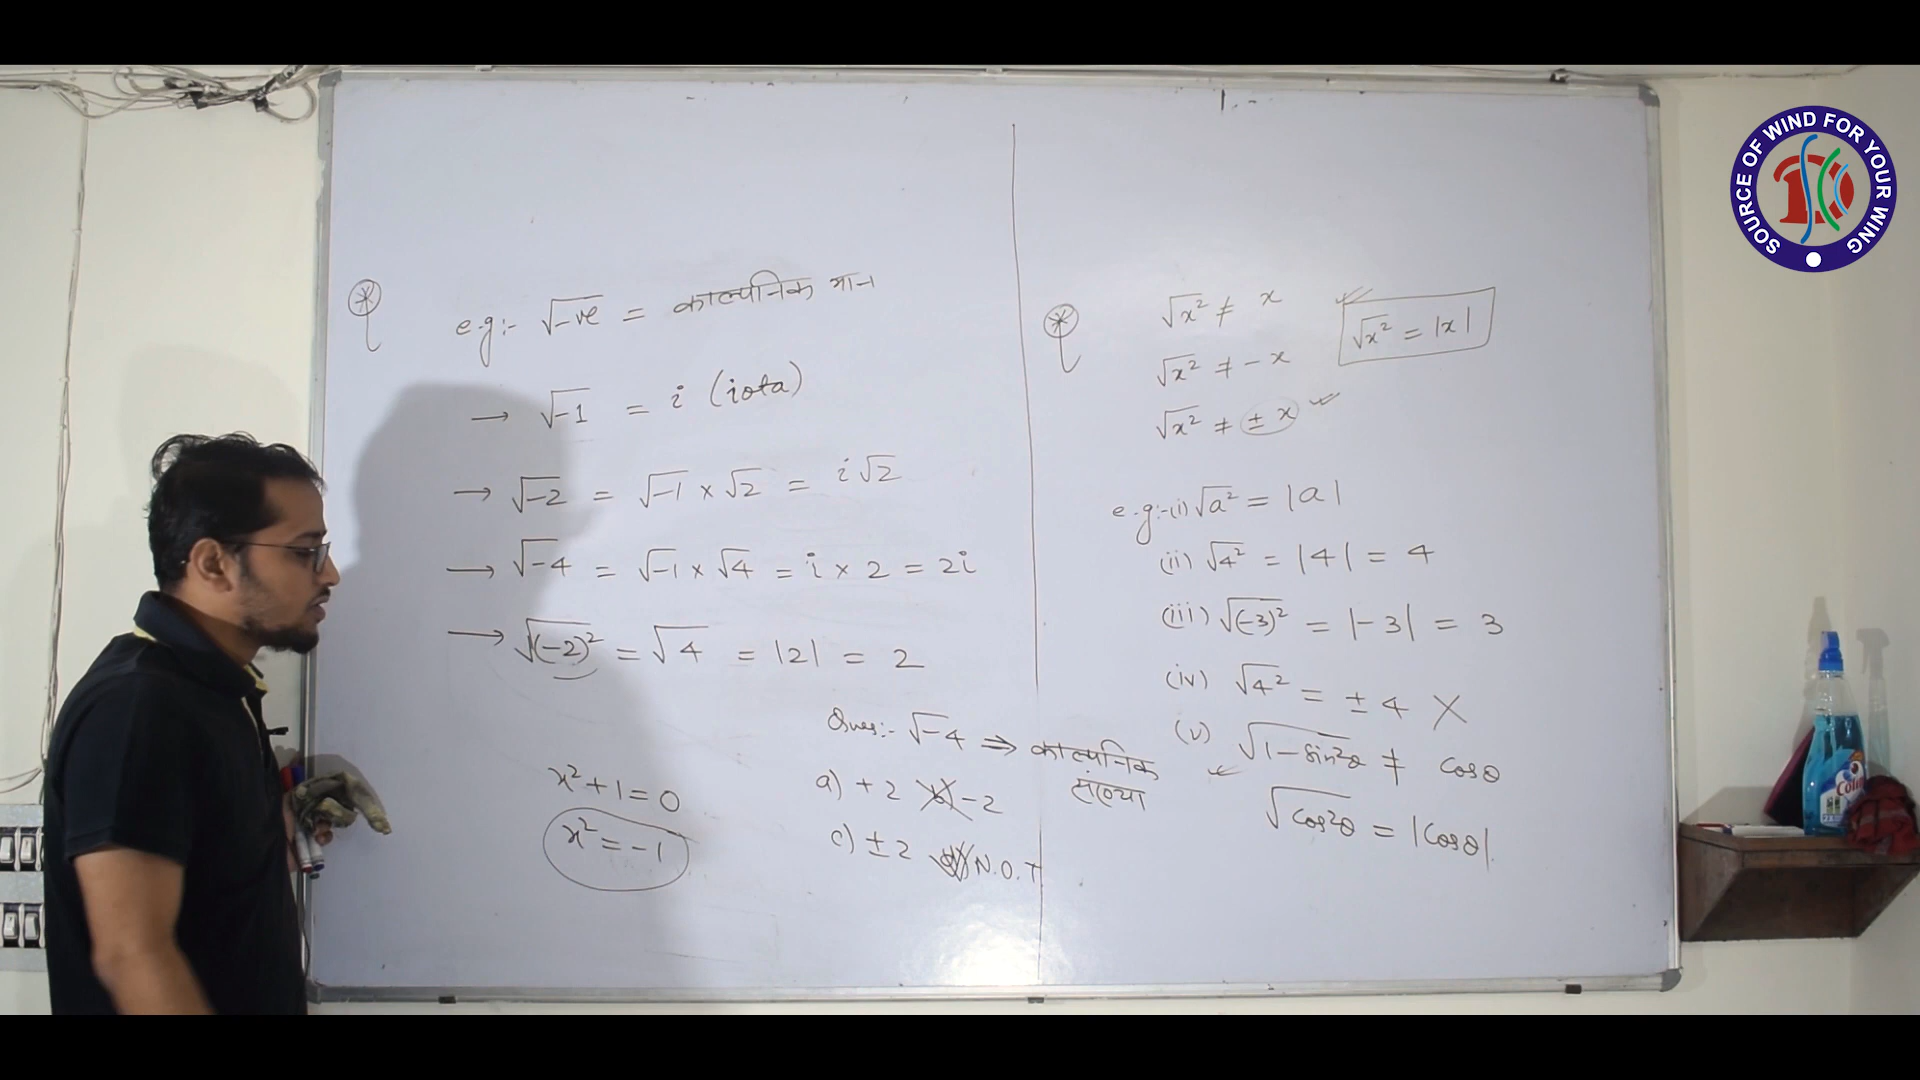 e.g:- √-ve = काल्पनिक मान
→ √-1 = i (iota)
→ √-2 = √-1 × √2 = i√2
→ √-4 = √-1 × √4 = i × 2 = 2i
→ √(-2)² = √4 = |2| = 2
x² + 1 = 0
x² = -1
Ques:- √-4 ⇒ काल्पनिक संख्या
a) +2 b) -2
c) ±2 d) N.O.T
√x² ≠ x
√x² = |x|
√x² ≠ -x
√x² ≠ ±x
e.g:-(i) √a² = |a|
(ii) √4² = |4| = 4
(iii) √(-3)² = |-3| = 3
(iv) √4² = ±4 ✗
(v) √1-sin²θ ≠ cosθ
√cos²θ = |cosθ|
SOURCE OF WIND FOR YOUR WING
Colin